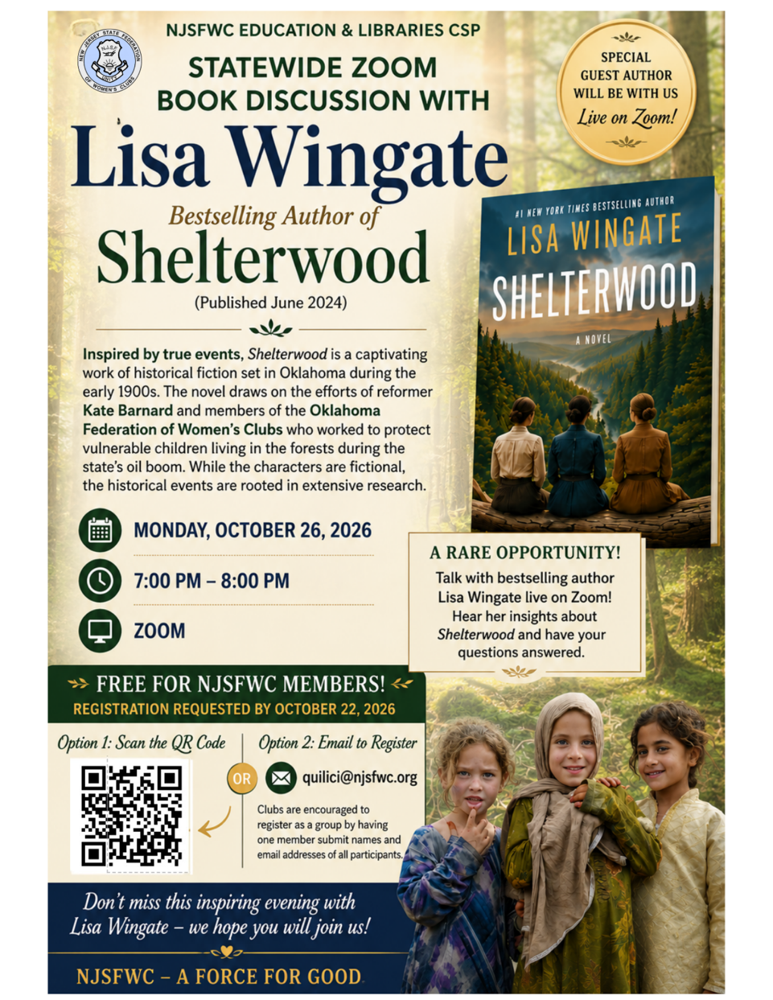 NEW JERSEY STATE FEDERATION
OF WOMEN'S CLUBS
N.J.S.F.
UNITY
NJSFWC EDUCATION & LIBRARIES CSP
STATEWIDE ZOOM
BOOK DISCUSSION WITH
Lisa Wingate
Bestselling Author of
Shelterwood
(Published June 2024)
SPECIAL
GUEST AUTHOR
WILL BE WITH US
Live on Zoom!
#1 NEW YORK TIMES BESTSELLING AUTHOR
LISA WINGATE
SHELTERWOOD
A NOVEL
Inspired by true events, Shelterwood is a captivating
work of historical fiction set in Oklahoma during the
early 1900s. The novel draws on the efforts of reformer
Kate Barnard and members of the Oklahoma
Federation of Women's Clubs who worked to protect
vulnerable children living in the forests during the
state's oil boom. While the characters are fictional,
the historical events are rooted in extensive research.
MONDAY, OCTOBER 26, 2026
7:00 PM – 8:00 PM
ZOOM
A RARE OPPORTUNITY!
Talk with bestselling author
Lisa Wingate live on Zoom!
Hear her insights about
Shelterwood and have your
questions answered.
FREE FOR NJSFWC MEMBERS!
REGISTRATION REQUESTED BY OCTOBER 22, 2026
Option 1: Scan the QR Code
OR
Option 2: Email to Register
quilici@njsfwc.org
Clubs are encouraged to
register as a group by having
one member submit names and
email addresses of all participants.
Don't miss this inspiring evening with
Lisa Wingate – we hope you will join us!
NJSFWC – A FORCE FOR GOOD